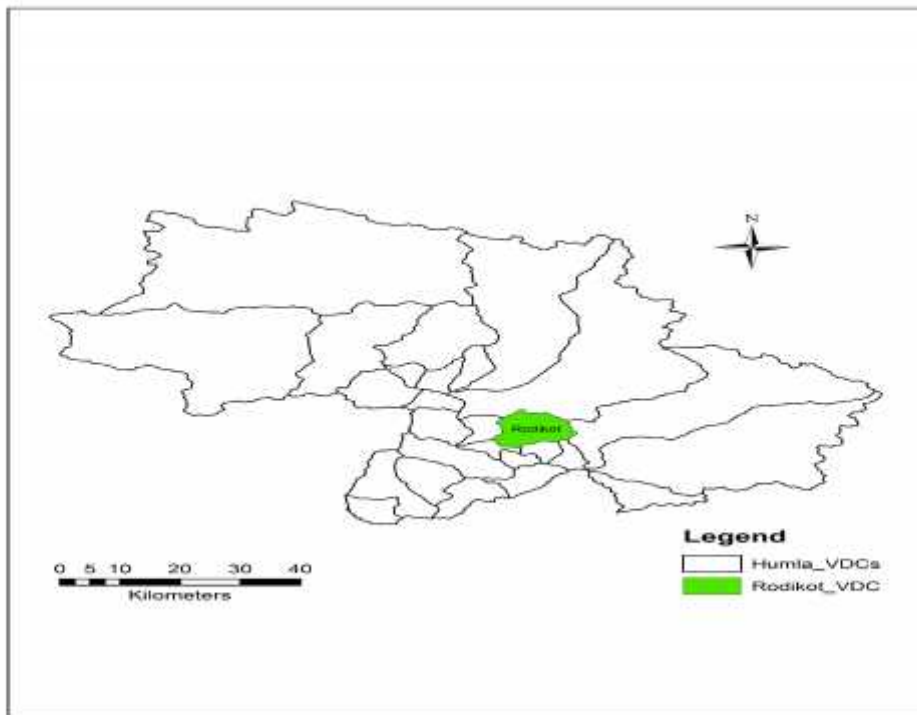 N
Rodikot
Legend
Humla_VDCs
Rodikot_VDC
0 5 10 20 30 40
Kilometers